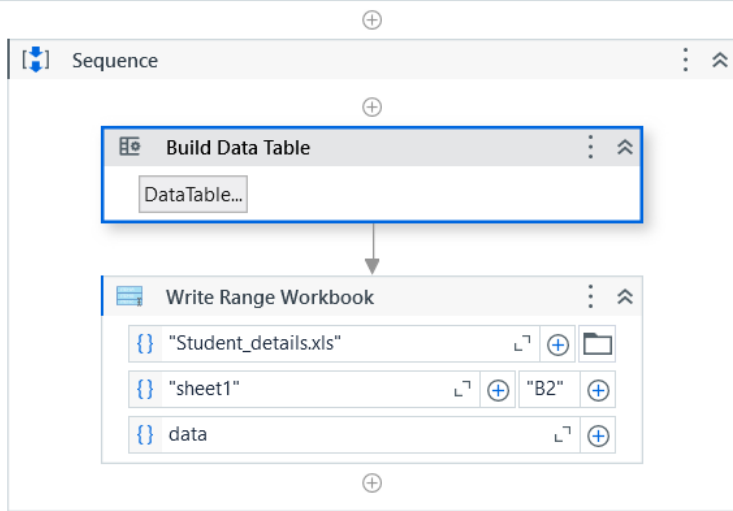 Sequence
Build Data Table
DataTable...
Write Range Workbook
{} "Student_details.xls"
{} "sheet1" "B2"
{} data